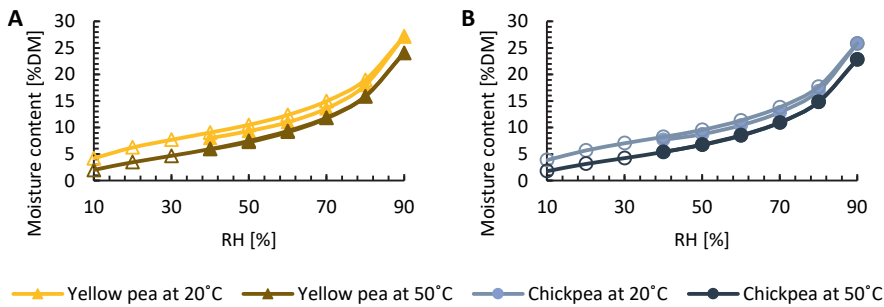 A
Moisture content [%DM]
30
25
20
15
10
5
0
10 30 50 70 90
RH [%]
B
Moisture content [%DM]
30
25
20
15
10
5
0
10 30 50 70 90
RH [%]
Yellow pea at 20˚C Yellow pea at 50˚C Chickpea at 20˚C Chickpea at 50˚C